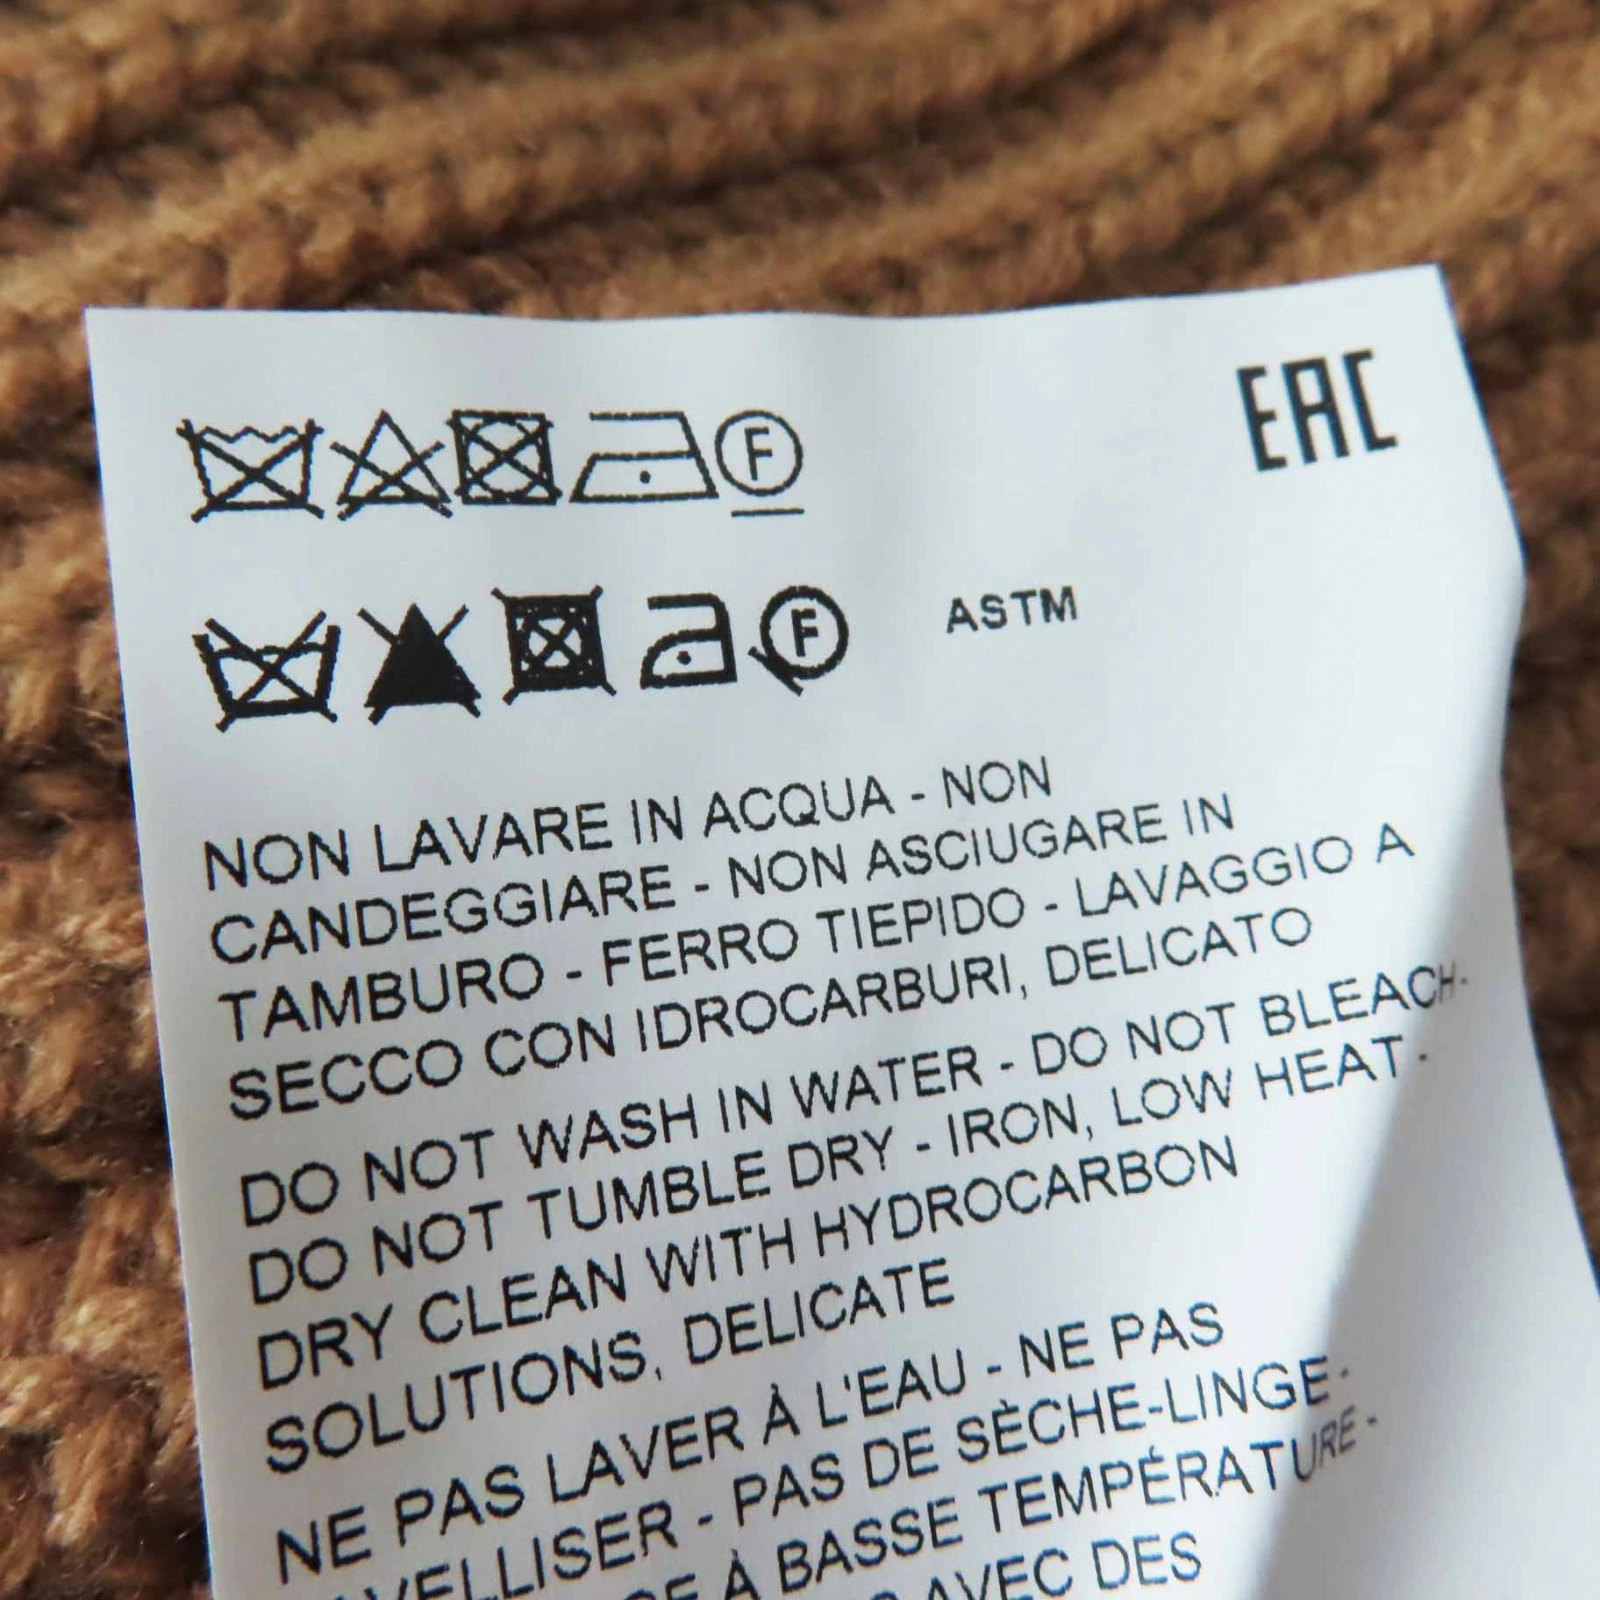 F
EAC
F
ASTM
NON LAVARE IN ACQUA - NON
CANDEGGIARE - NON ASCIUGARE IN
TAMBURO - FERRO TIEPIDO - LAVAGGIO A
SECCO CON IDROCARBURI, DELICATO
DO NOT WASH IN WATER - DO NOT BLEACH-
DO NOT TUMBLE DRY - IRON, LOW HEAT -
DRY CLEAN WITH HYDROCARBON
SOLUTIONS, DELICATE
NE PAS LAVER À L'EAU - NE PAS
- PAS DE SÈCHE-LINGE -
À BASSE TEMPÉRATURE -
AVEC DES